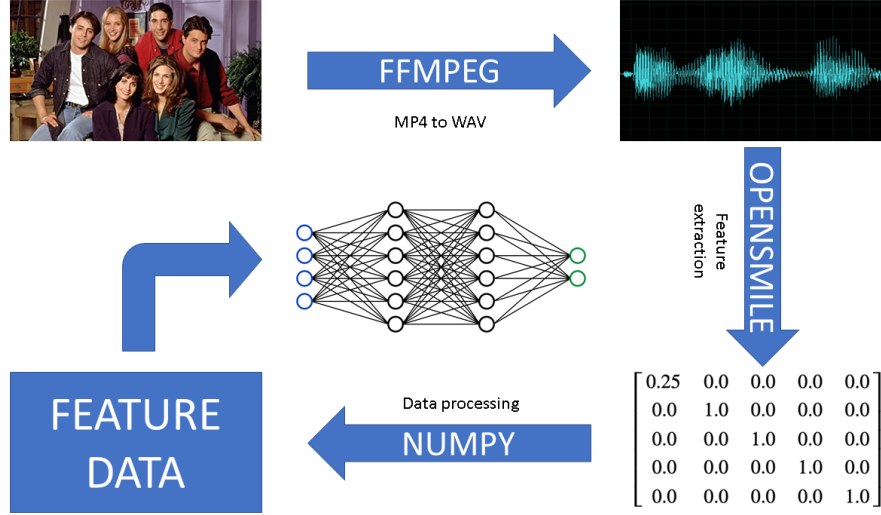 FFMPEG
MP4 to WAV
OPENSMILE
Feature
extraction
0.25 0.0 0.0 0.0 0.0
0.0 1.0 0.0 0.0 0.0
0.0 0.0 1.0 0.0 0.0
0.0 0.0 0.0 1.0 0.0
0.0 0.0 0.0 0.0 1.0
Data processing
NUMPY
FEATURE
DATA